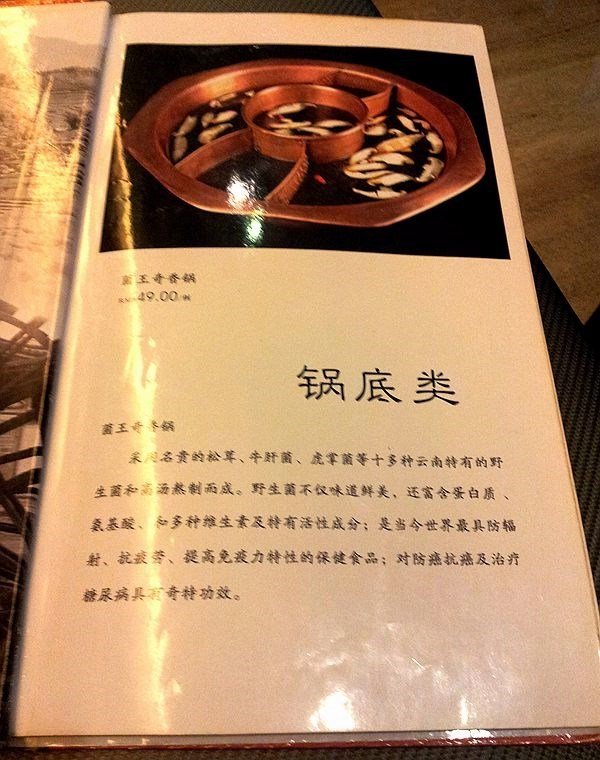 菌王奇香锅
RMB49.00/例
锅底类
菌王奇香锅
采用名贵的松茸、牛肝菌、虎掌菌等十多种云南特有的野
生菌和高汤熬制而成。野生菌不仅味道鲜美，还富含蛋白质、
氨基酸、和多种维生素及特有活性成分；是当今世界最具防辐
射、抗疲劳、提高免疫力特性的保健食品；对防癌抗癌及治疗
糖尿病具有奇特功效。